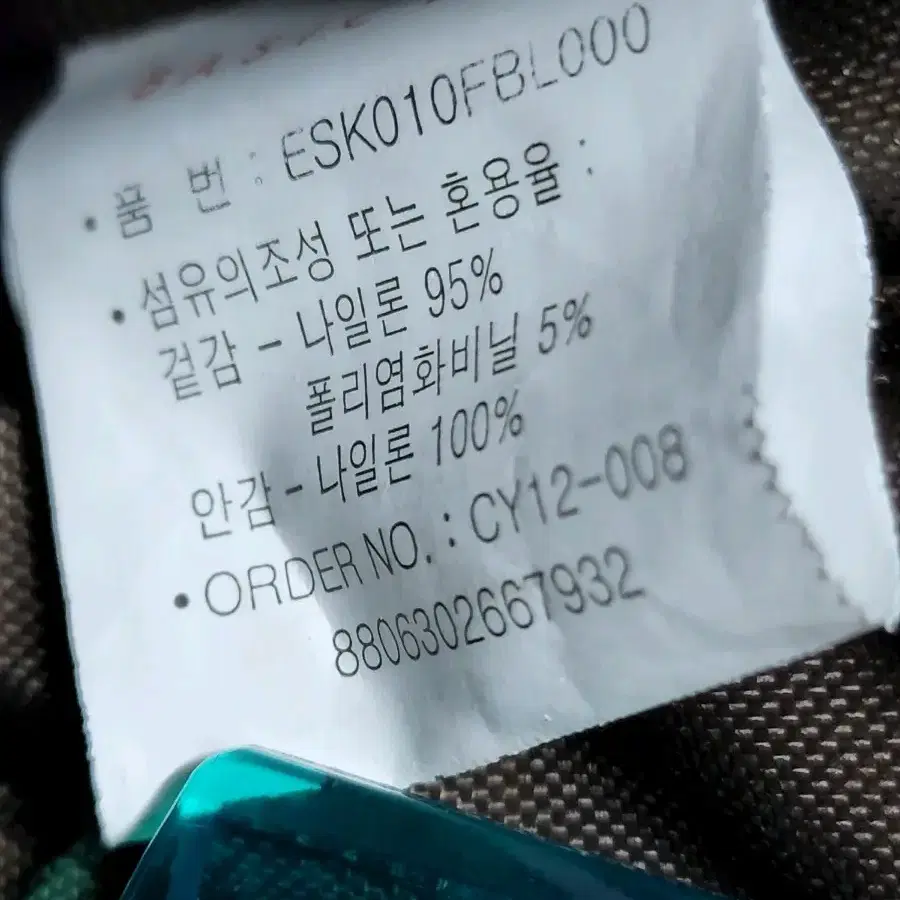 • 품 번 : ESK010FBL000
• 섬유의조성 또는 혼용율 :
겉감 - 나일론 95%
폴리염화비닐 5%
안감 - 나일론 100%
• ORDER NO. : CY12-008
8806302667932